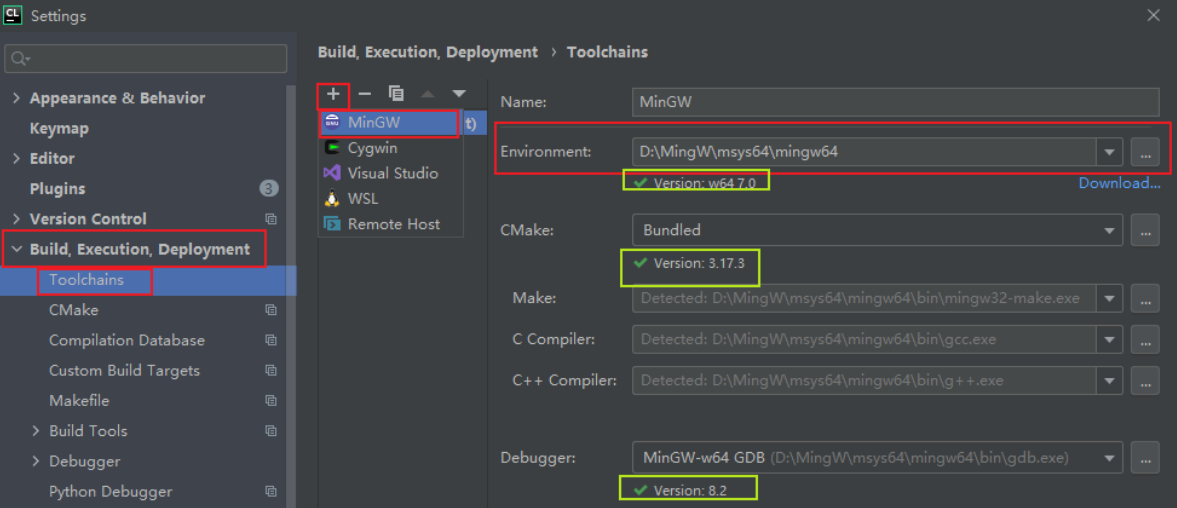 CL Settings
Build, Execution, Deployment › Toolchains
Appearance & Behavior
Keymap
Editor
Plugins 3
Version Control
Build, Execution, Deployment
Toolchains
CMake
Compilation Database
Custom Build Targets
Makefile
Build Tools
Debugger
Python Debugger
MinGW t)
Cygwin
Visual Studio
WSL
Remote Host
Name: MinGW
Environment: D:\MingW\msys64\mingw64 ...
Version: w64 7.0 Download...
CMake: Bundled ...
Version: 3.17.3
Make: Detected: D:\MingW\msys64\mingw64\bin\mingw32-make.exe ...
C Compiler: Detected: D:\MingW\msys64\mingw64\bin\gcc.exe ...
C++ Compiler: Detected: D:\MingW\msys64\mingw64\bin\g++.exe ...
Debugger: MinGW-w64 GDB (D:\MingW\msys64\mingw64\bin\gdb.exe) ...
Version: 8.2